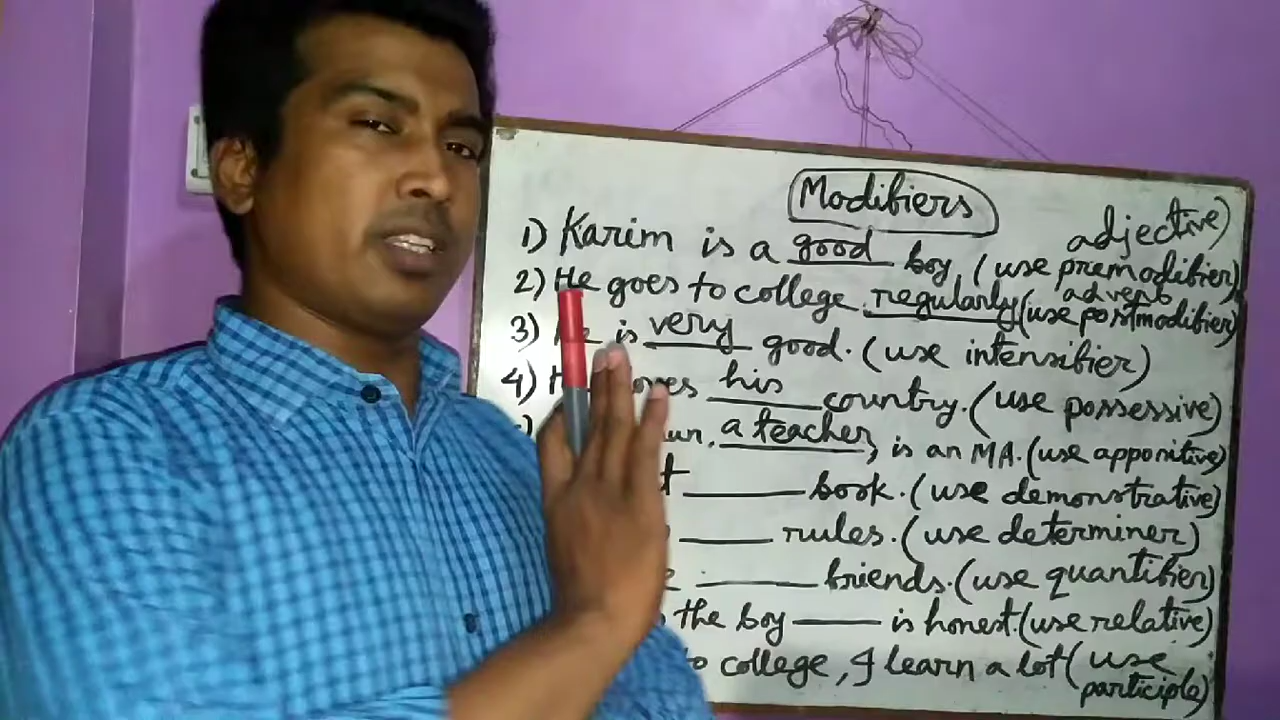 Modifiers
1) Karim is a good boy. (use premodifier) adjective)
2) He goes to college regularly (use postmodifier) adverb
3) He is very good. (use intensifier)
4) his country. (use possessive)
a teacher, is an MA. (use appositive)
book. (use demonstrative)
rules. (use determiner)
friends. (use quantifier)
the boy is honest. (use relative)
to college, I learn a lot (use participle)